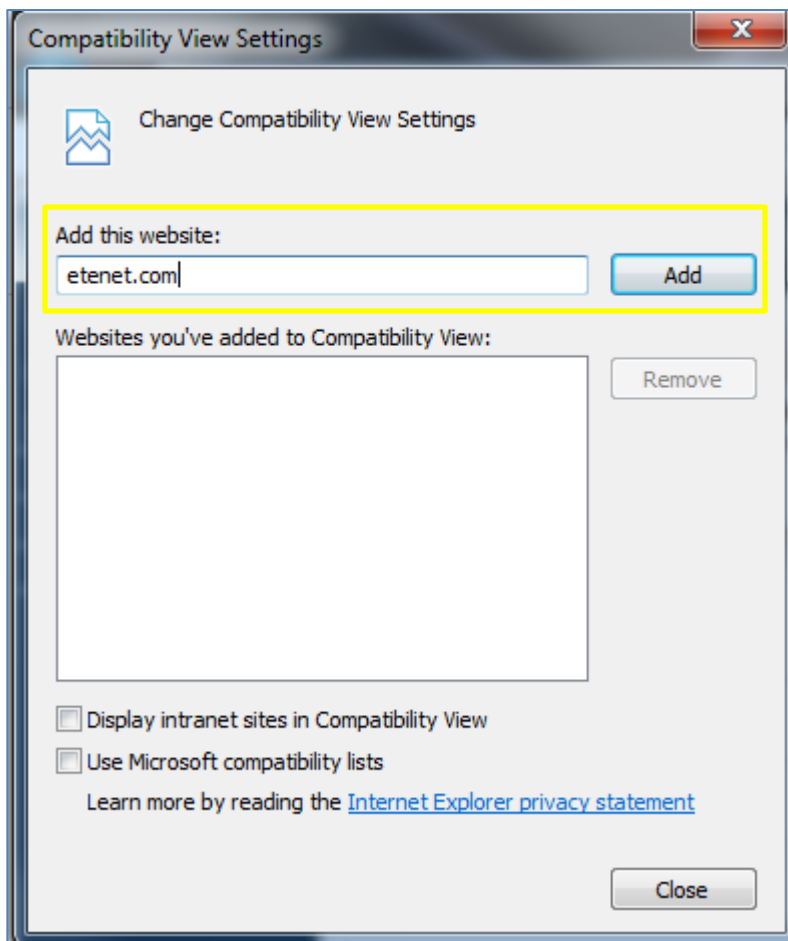 Compatibility View Settings
x
Change Compatibility View Settings
Add this website:
etenet.com
Add
Websites you've added to Compatibility View:
Remove
Display intranet sites in Compatibility View
Use Microsoft compatibility lists
Learn more by reading the Internet Explorer privacy statement
Close